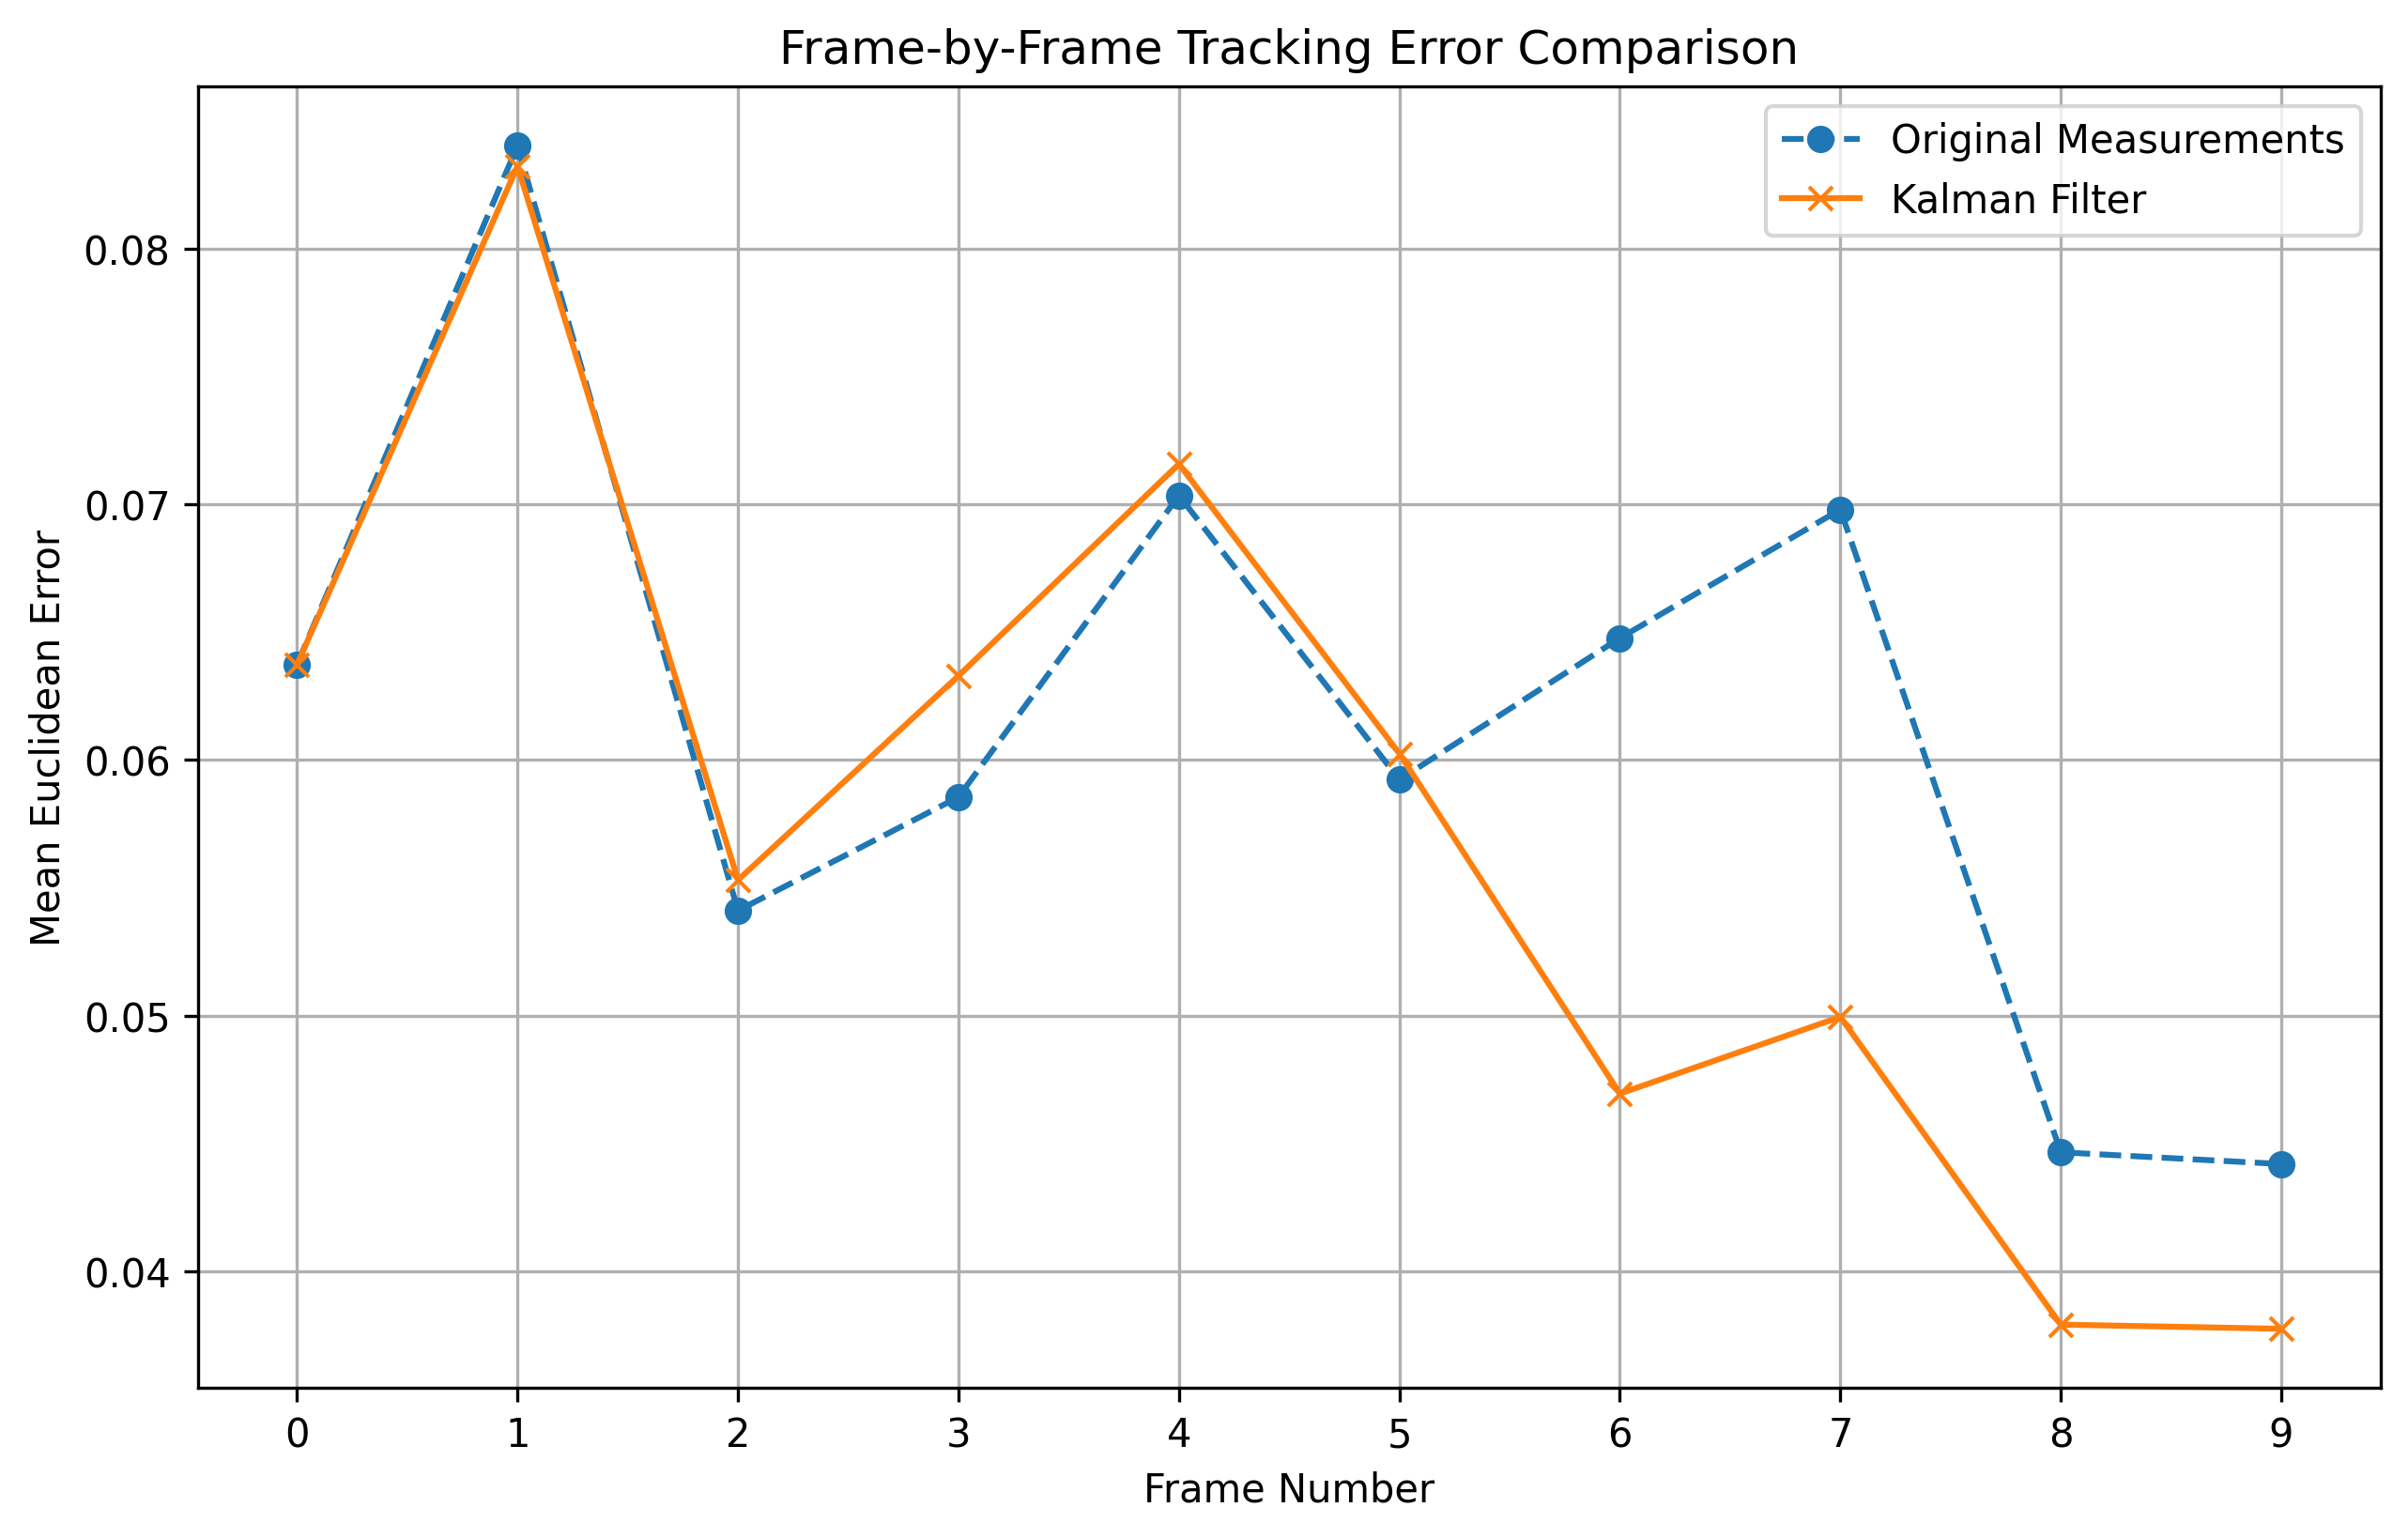 Frame-by-Frame Tracking Error Comparison
Original Measurements
Kalman Filter
Mean Euclidean Error
0.08
0.07
0.06
0.05
0.04
0 1 2 3 4 5 6 7 8 9
Frame Number